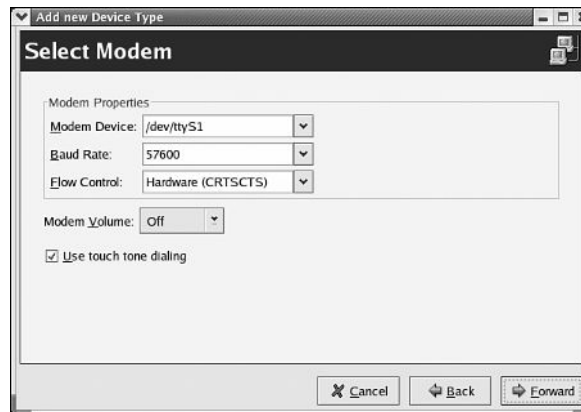 Add new Device Type
Select Modem
Modem Properties
Modem Device: /dev/ttyS1
Baud Rate: 57600
Flow Control: Hardware (CRTSCTS)
Modem Volume: Off
Use touch tone dialing
Cancel Back Forward